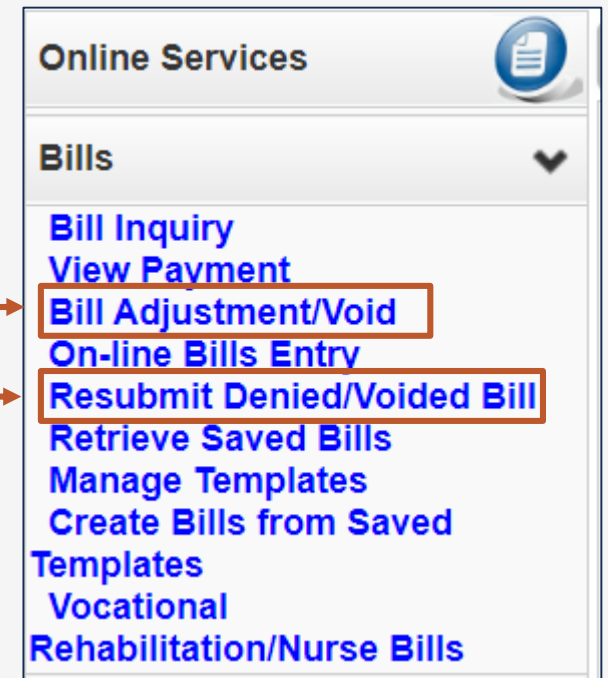 Online Services
Bills
Bill Inquiry
View Payment
Bill Adjustment/Void
On-line Bills Entry
Resubmit Denied/Voided Bill
Retrieve Saved Bills
Manage Templates
Create Bills from Saved
Templates
Vocational
Rehabilitation/Nurse Bills